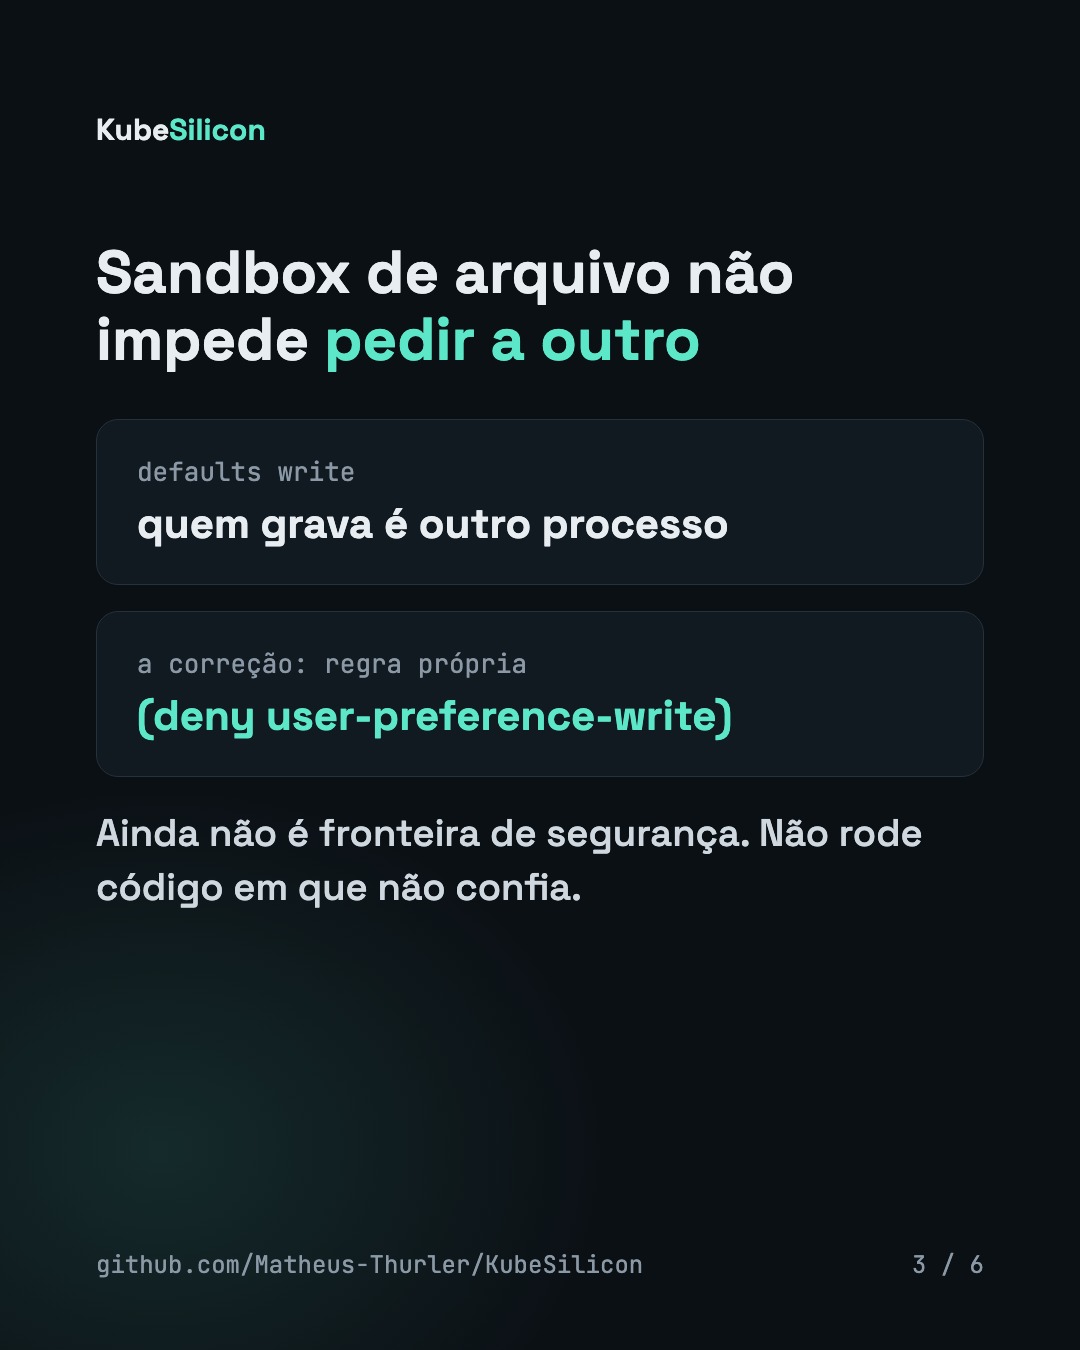 KubeSilicon
Sandbox de arquivo não
impede pedir a outro
defaults write
quem grava é outro processo
a correção: regra própria
(deny user-preference-write)
Ainda não é fronteira de segurança. Não rode
código em que não confia.
github.com/Matheus-Thurler/KubeSilicon
3 / 6